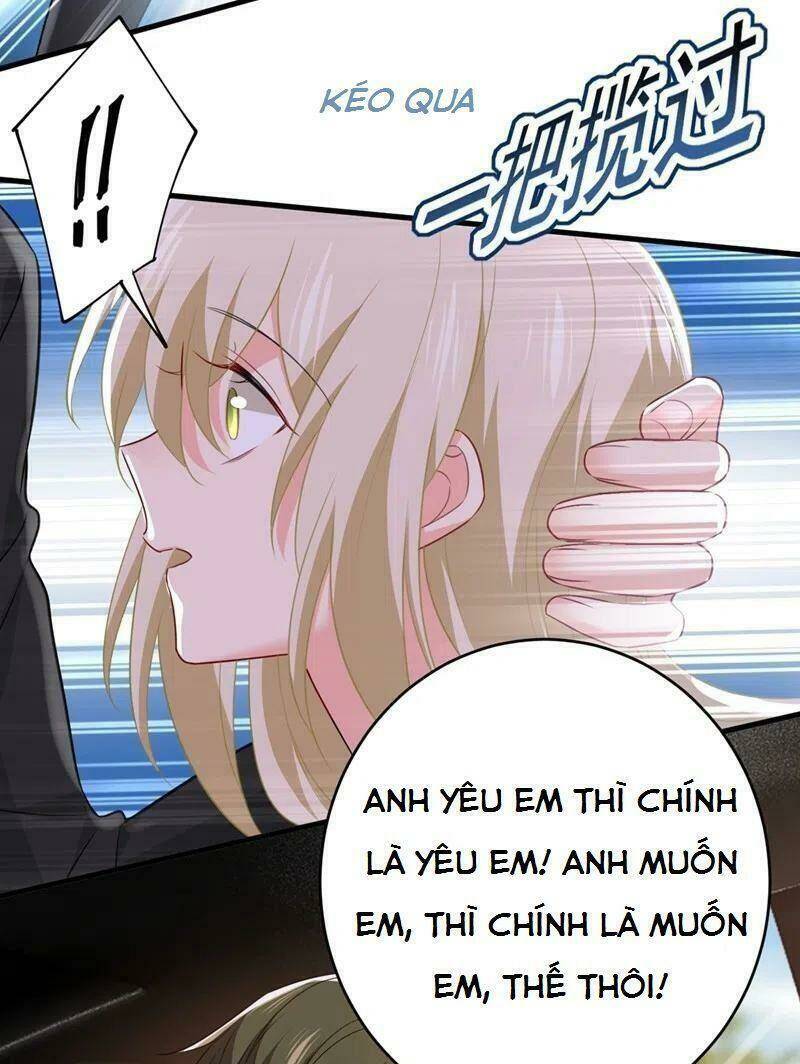 !!
KÉO QUA
一把揽过
ANH YÊU EM THÌ CHÍNH
LÀ YÊU EM! ANH MUỐN
EM, THÌ CHÍNH LÀ MUỐN
EM, THẾ THÔI!